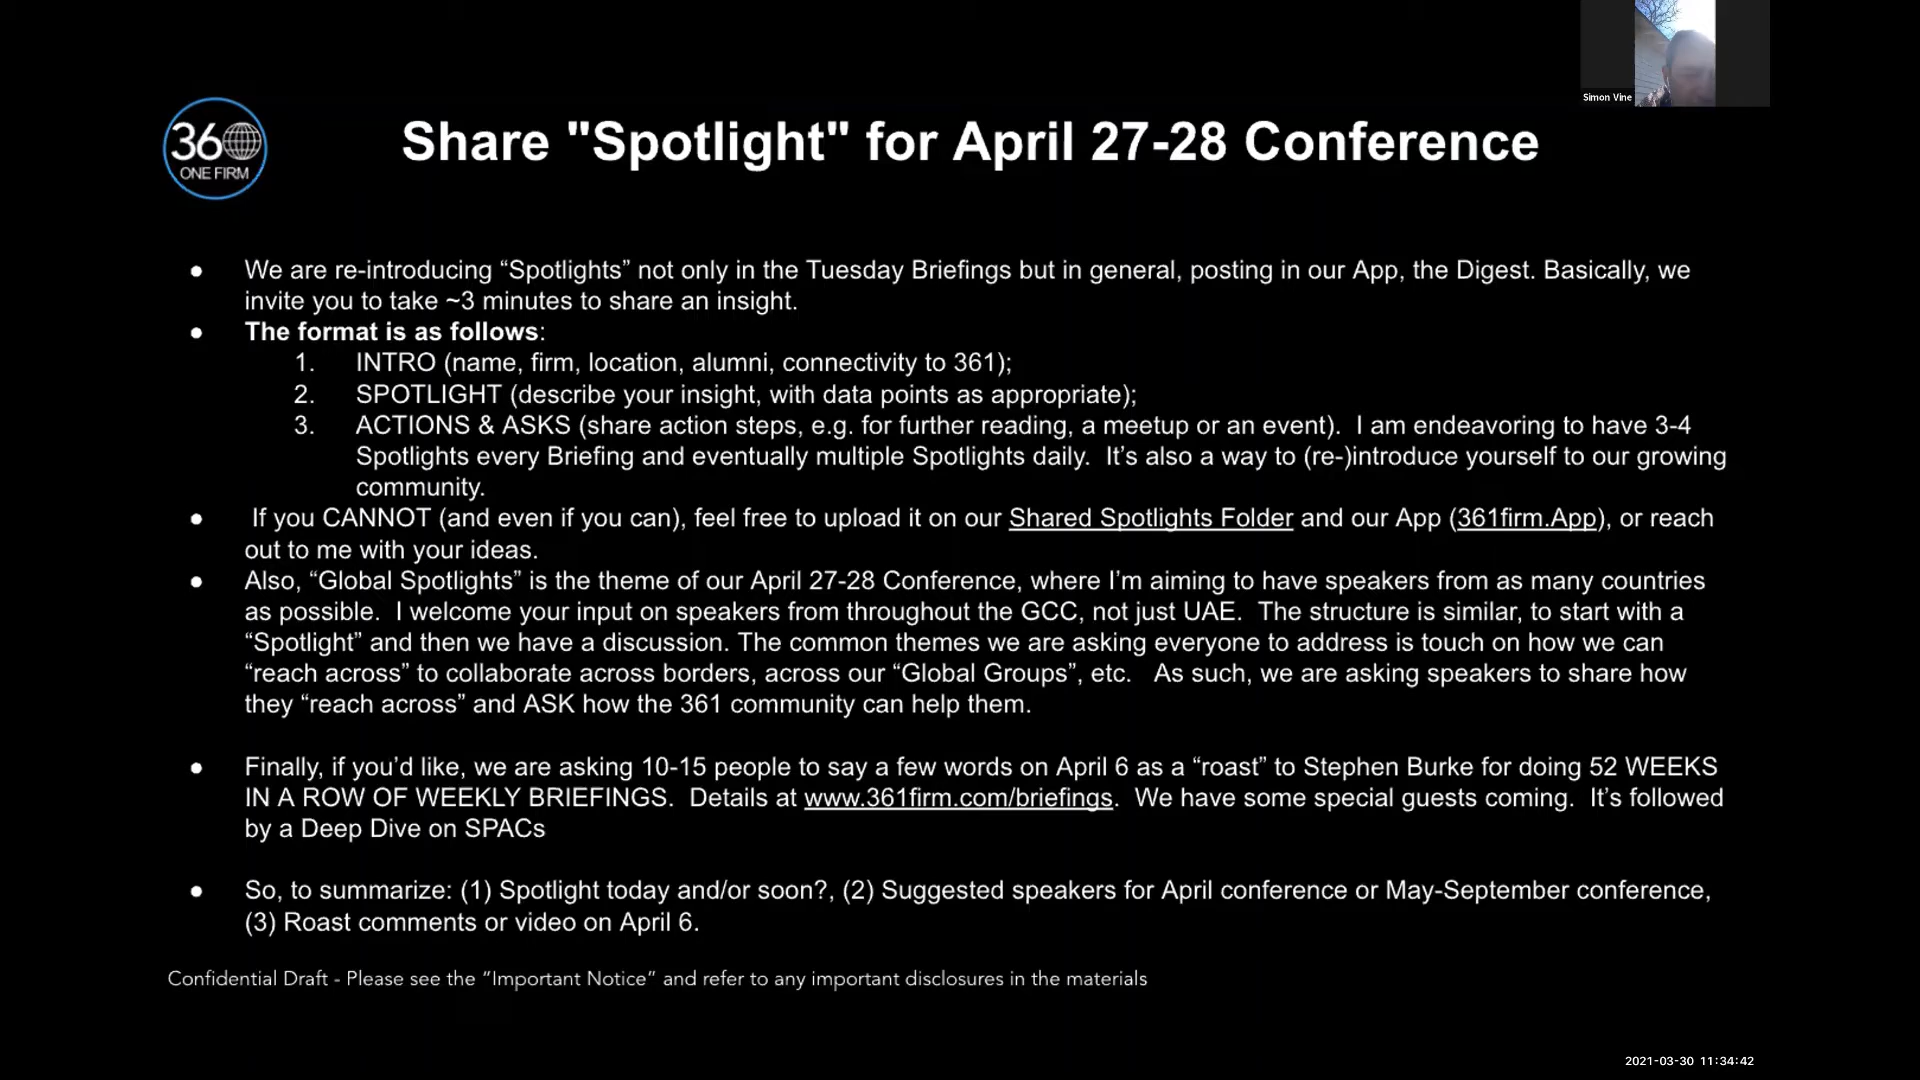 Simon Vine
360
ONE FIRM
Share "Spotlight" for April 27-28 Conference
● We are re-introducing “Spotlights” not only in the Tuesday Briefings but in general, posting in our App, the Digest. Basically, we
invite you to take ~3 minutes to share an insight.
● The format is as follows:
1. INTRO (name, firm, location, alumni, connectivity to 361);
2. SPOTLIGHT (describe your insight, with data points as appropriate);
3. ACTIONS & ASKS (share action steps, e.g. for further reading, a meetup or an event). I am endeavoring to have 3-4
Spotlights every Briefing and eventually multiple Spotlights daily. It’s also a way to (re-)introduce yourself to our growing
community.
● If you CANNOT (and even if you can), feel free to upload it on our Shared Spotlights Folder and our App (361firm.App), or reach
out to me with your ideas.
● Also, “Global Spotlights” is the theme of our April 27-28 Conference, where I’m aiming to have speakers from as many countries
as possible. I welcome your input on speakers from throughout the GCC, not just UAE. The structure is similar, to start with a
“Spotlight” and then we have a discussion. The common themes we are asking everyone to address is touch on how we can
“reach across” to collaborate across borders, across our “Global Groups”, etc. As such, we are asking speakers to share how
they “reach across” and ASK how the 361 community can help them.
● Finally, if you’d like, we are asking 10-15 people to say a few words on April 6 as a “roast” to Stephen Burke for doing 52 WEEKS
IN A ROW OF WEEKLY BRIEFINGS. Details at www.361firm.com/briefings. We have some special guests coming. It’s followed
by a Deep Dive on SPACs
● So, to summarize: (1) Spotlight today and/or soon?, (2) Suggested speakers for April conference or May-September conference,
(3) Roast comments or video on April 6.
Confidential Draft - Please see the “Important Notice” and refer to any important disclosures in the materials
2021-03-30 11:34:42